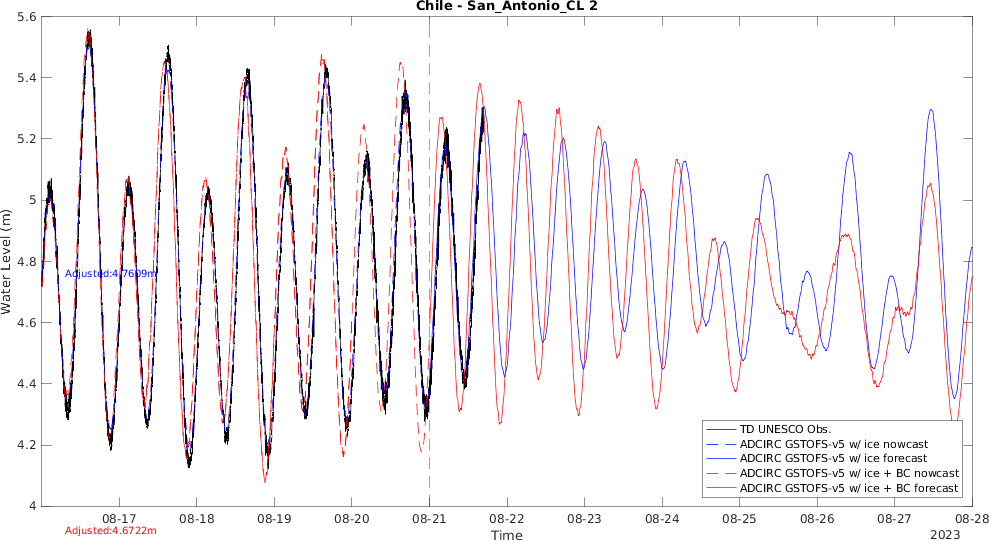 Chile - San_Antonio_CL 2
5.6
5.4
5.2
5
4.8
4.6
4.4
4.2
4
Water Level (m)
Adjusted:4.7609m
TD UNESCO Obs.
ADCIRC GSTOFS-v5 w/ ice nowcast
ADCIRC GSTOFS-v5 w/ ice forecast
ADCIRC GSTOFS-v5 w/ ice + BC nowcast
ADCIRC GSTOFS-v5 w/ ice + BC forecast
08-17 08-18 08-19 08-20 08-21 08-22 08-23 08-24 08-25 08-26 08-27 08-28
Adjusted:4.6722m
Time
2023